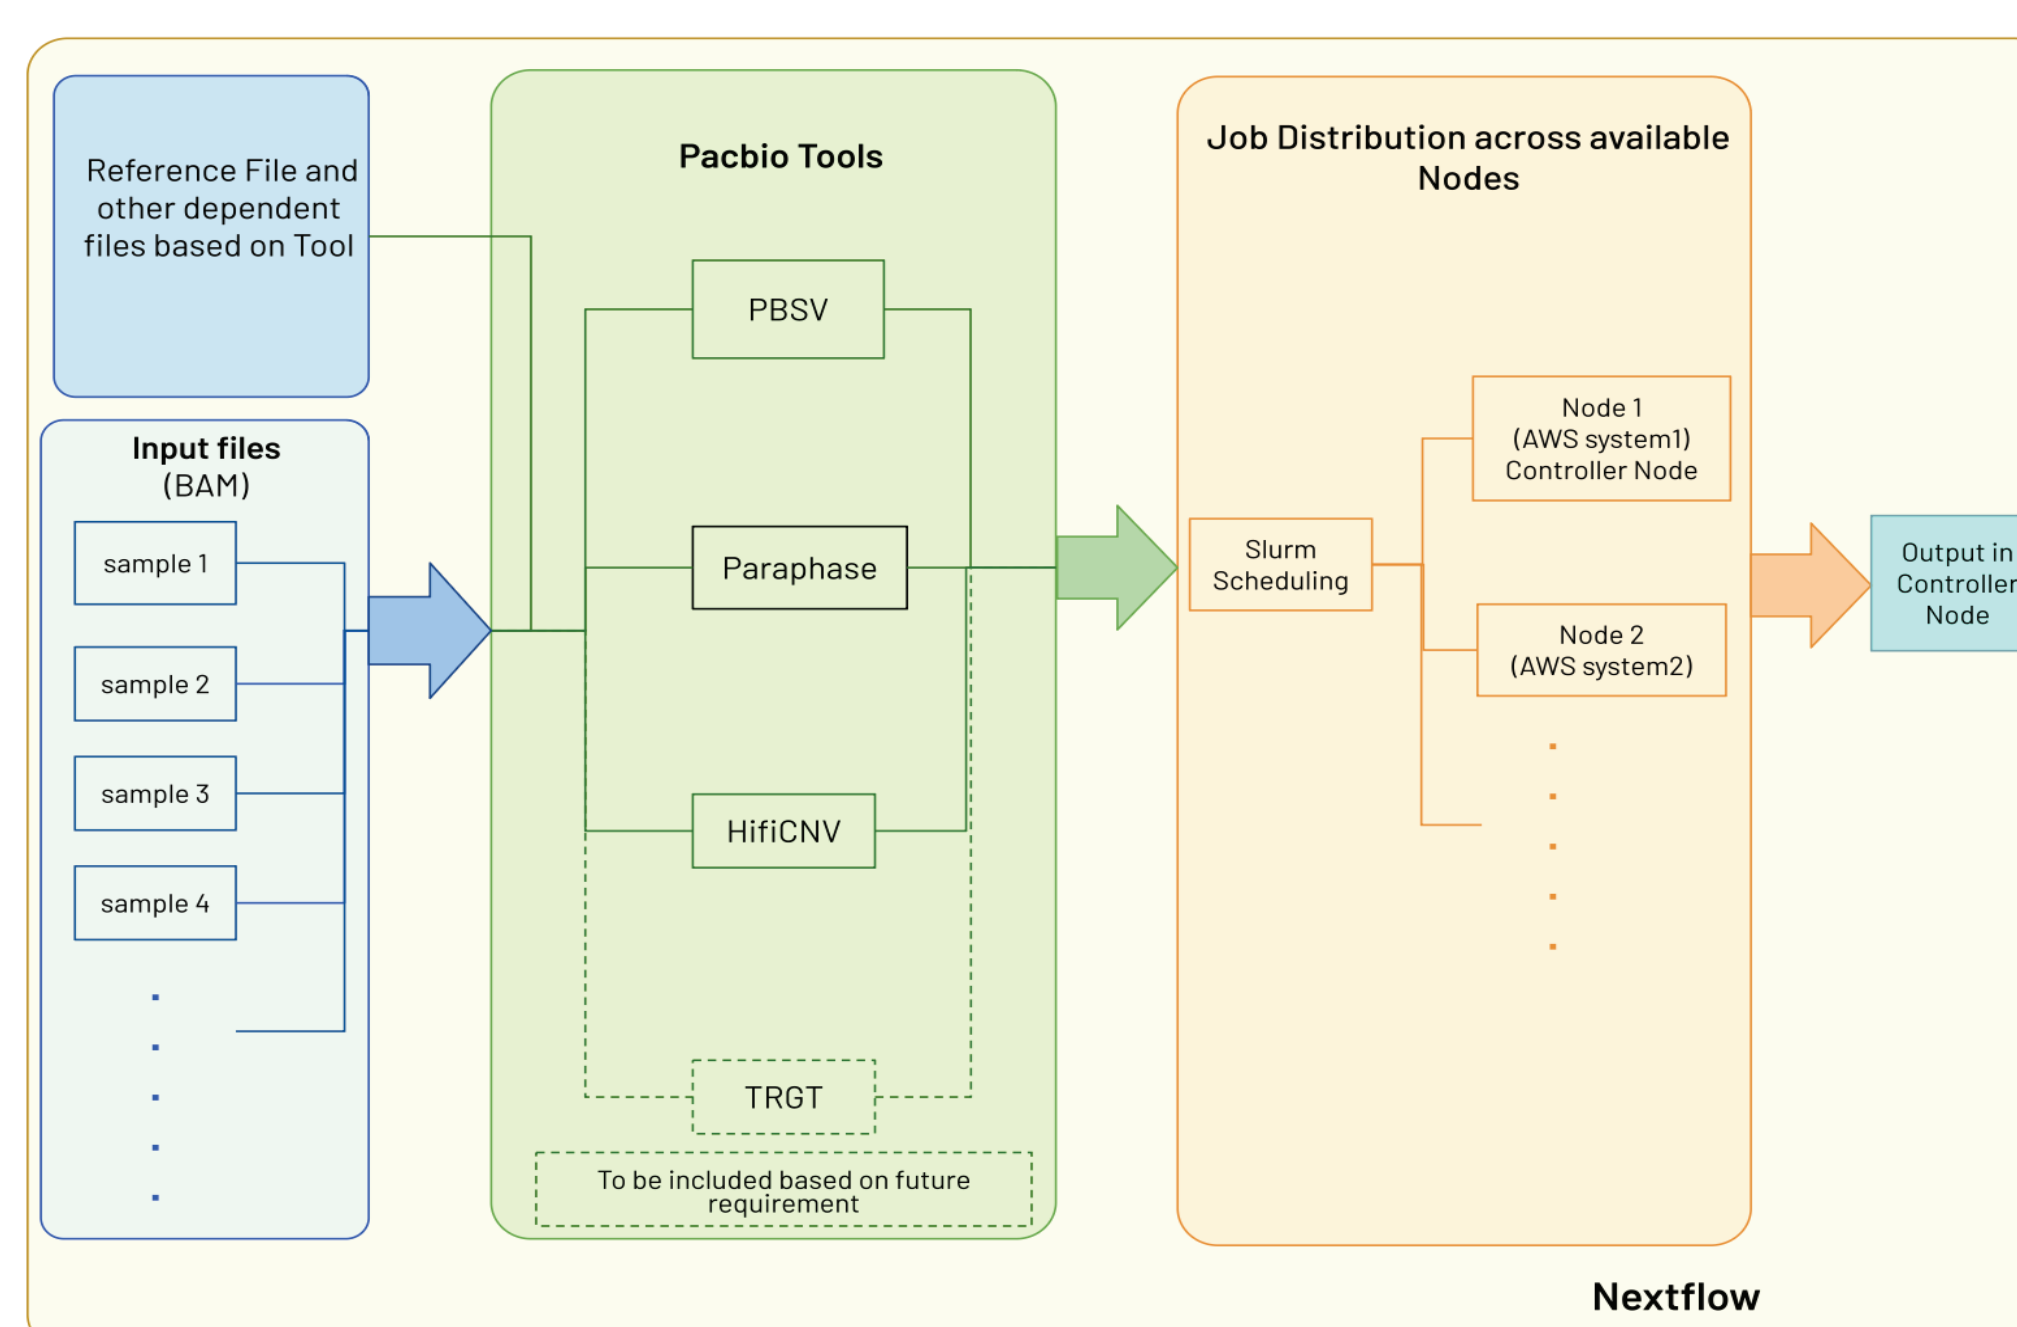 Reference File and
other dependent
files based on Tool
Input files
(BAM)
sample 1
sample 2
sample 3
sample 4
Pacbio Tools
PBSV
Paraphase
HifiCNV
TRGT
To be included based on future
requirement
Job Distribution across available
Nodes
Slurm
Scheduling
Node 1
(AWS system1)
Controller Node
Node 2
(AWS system2)
Output in
Controller
Node
Nextflow